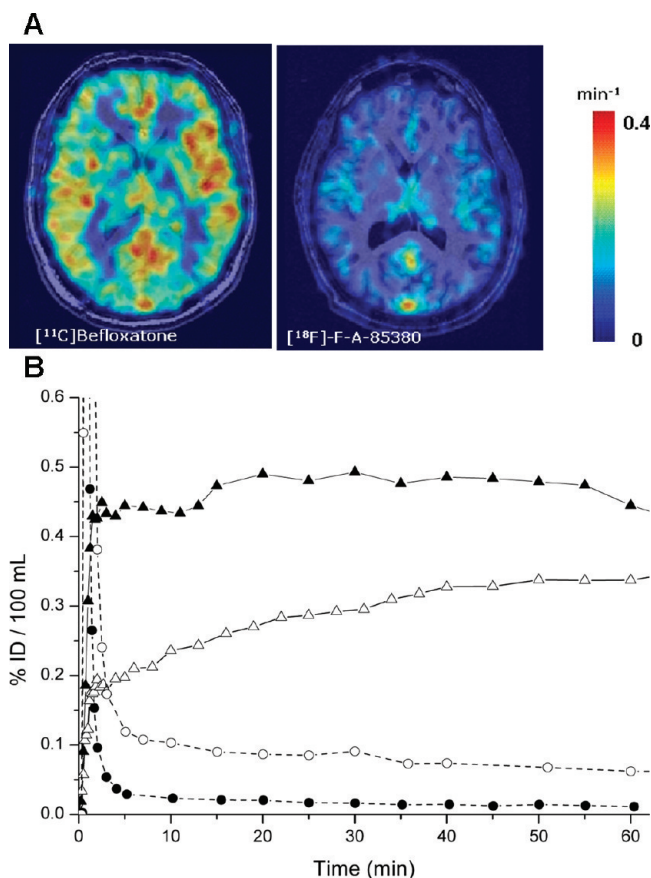 A
min⁻¹
0.4
0
[¹¹C]Befloxatone
[¹⁸F]-F-A-85380
B
0.6
0.5
0.4
0.3
0.2
0.1
0.0
% ID / 100 mL
0 10 20 30 40 50 60
Time (min)